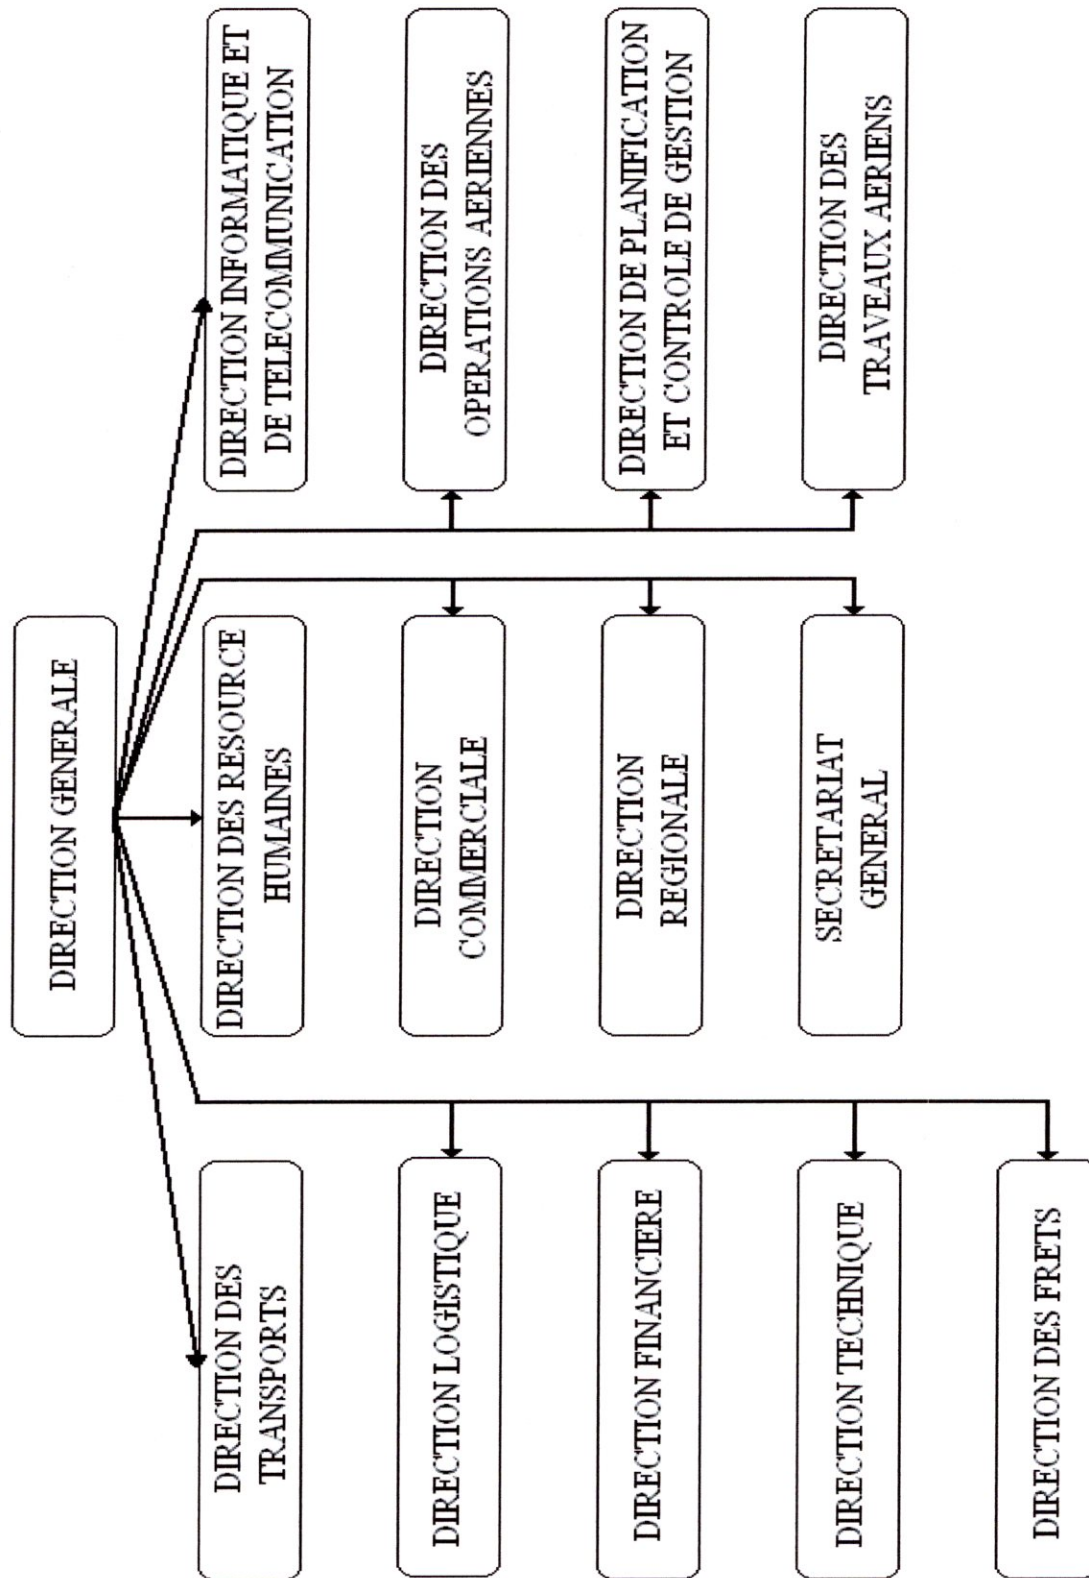 DIRECTION GENERALE
DIRECTION DES
TRANSPORTS
DIRECTION DES RESOURCE
HUMAINES
DIRECTION INFORMATIQUE ET
DE TELECOMMUNICATION
DIRECTION LOGISTIQUE
DIRECTION
COMMERCIALE
DIRECTION DES
OPERATIONS AERIENNES
DIRECTION FINANCIERE
DIRECTION
REGIONALE
DIRECTION DE PLANIFICATION
ET CONTROLE DE GESTION
DIRECTION TECHNIQUE
SECRETARIAT
GENERAL
DIRECTION DES
TRAVEAUX AERIENS
DIRECTION DES FRETS